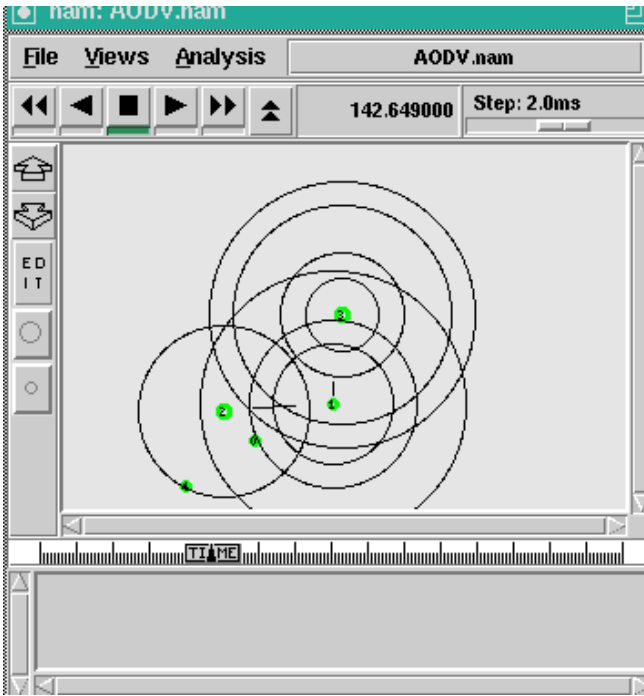 nam: AODV.nam
File Views Analysis AODV.nam
142.649000 Step: 2.0ms
ED
IT
3
1
2
4
TIME